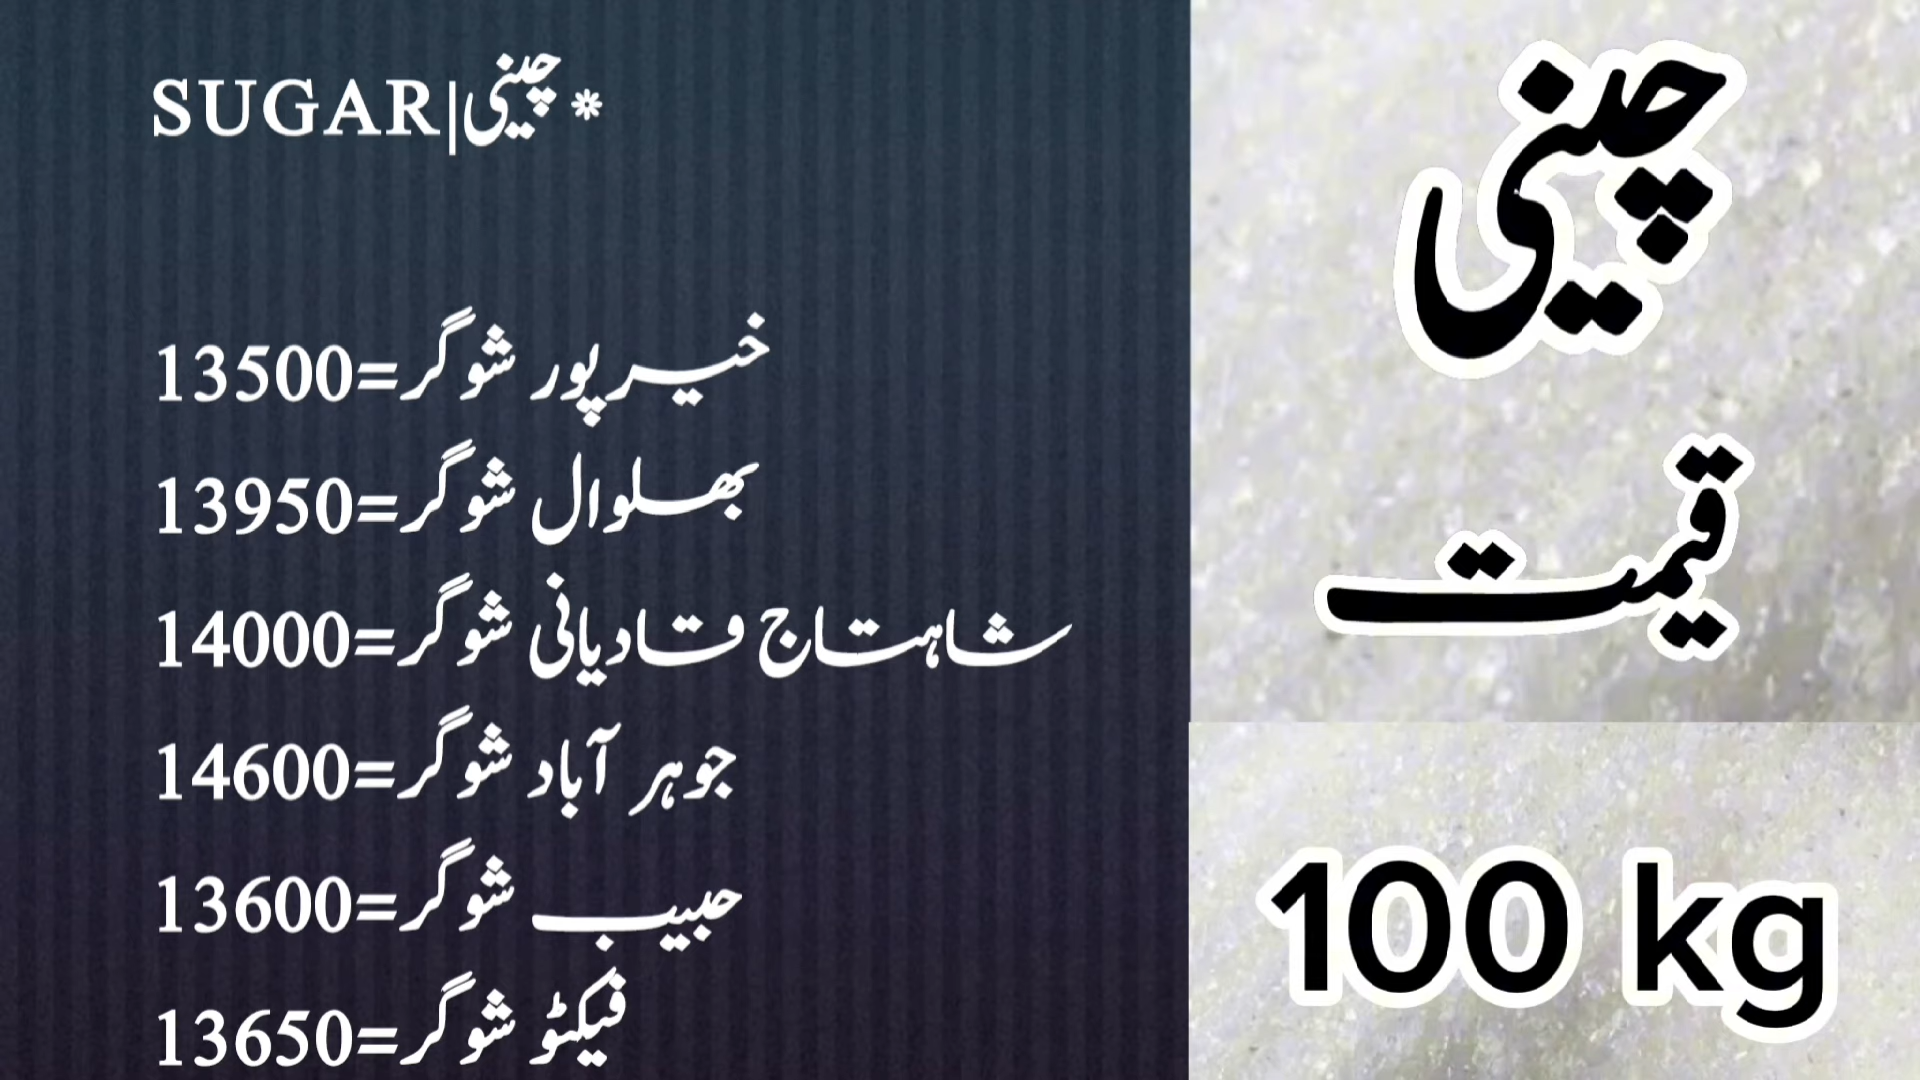 * چینی|SUGAR
خیرپور شوگر=13500
بھلوال شوگر=13950
شاہتاج قادیانی شوگر=14000
جوہر آباد شوگر=14600
حبیب شوگر=13600
فیکٹو شوگر=13650
چینی
قیمت
100 kg